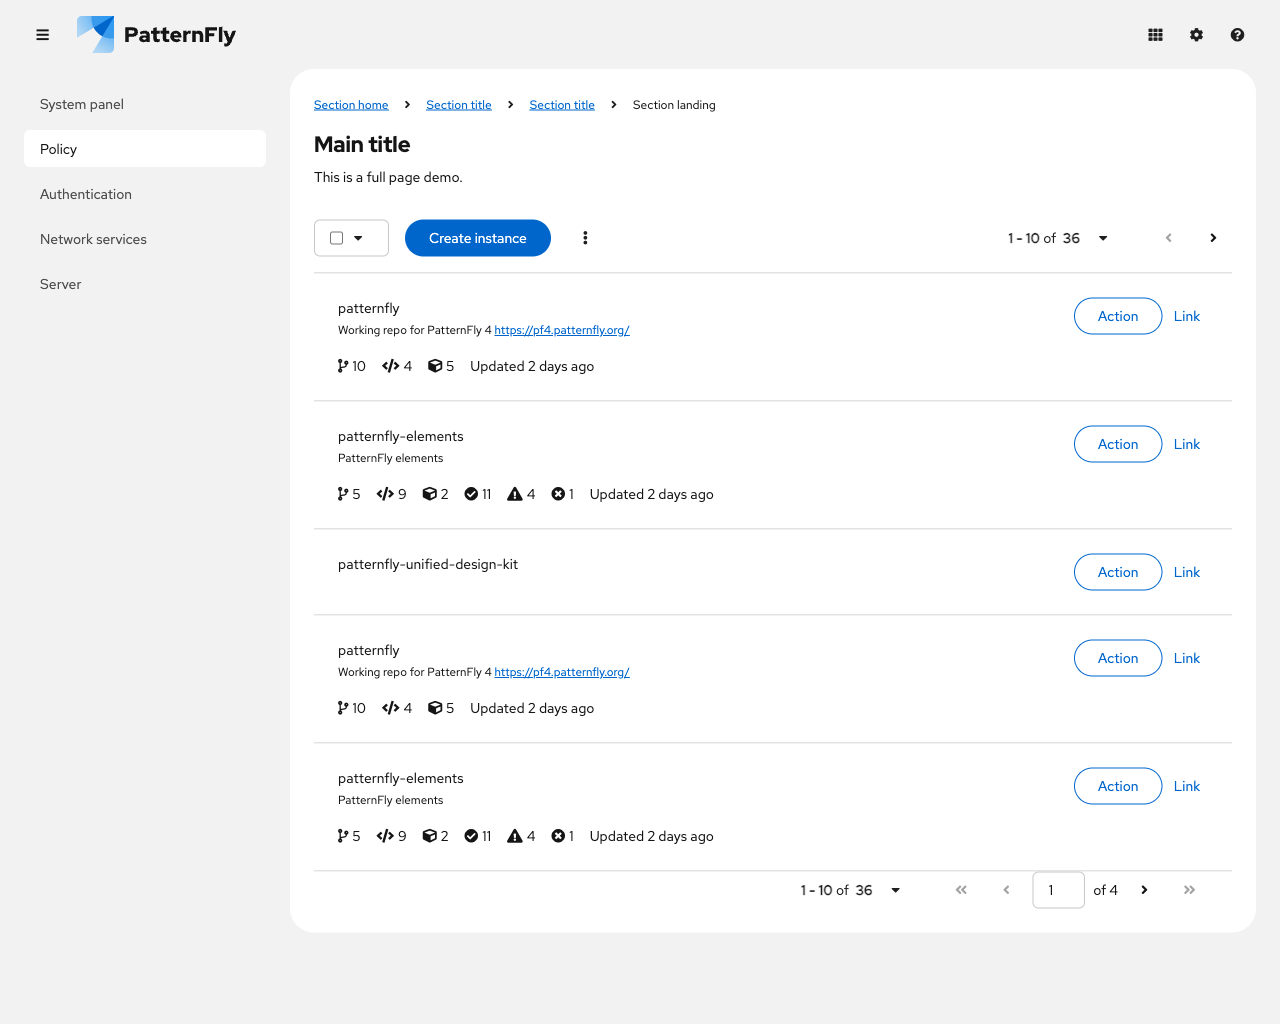 PatternFly
System panel
Policy
Authentication
Network services
Server
Section home Section title Section title Section landing
Main title
This is a full page demo.
Create instance
1 - 10 of 36
patternfly
Working repo for PatternFly 4 https://pf4.patternfly.org/
10 4 5 Updated 2 days ago
Action Link
patternfly-elements
PatternFly elements
5 9 2 11 4 1 Updated 2 days ago
Action Link
patternfly-unified-design-kit
Action Link
patternfly
Working repo for PatternFly 4 https://pf4.patternfly.org/
10 4 5 Updated 2 days ago
Action Link
patternfly-elements
PatternFly elements
5 9 2 11 4 1 Updated 2 days ago
Action Link
1 - 10 of 36 1 of 4